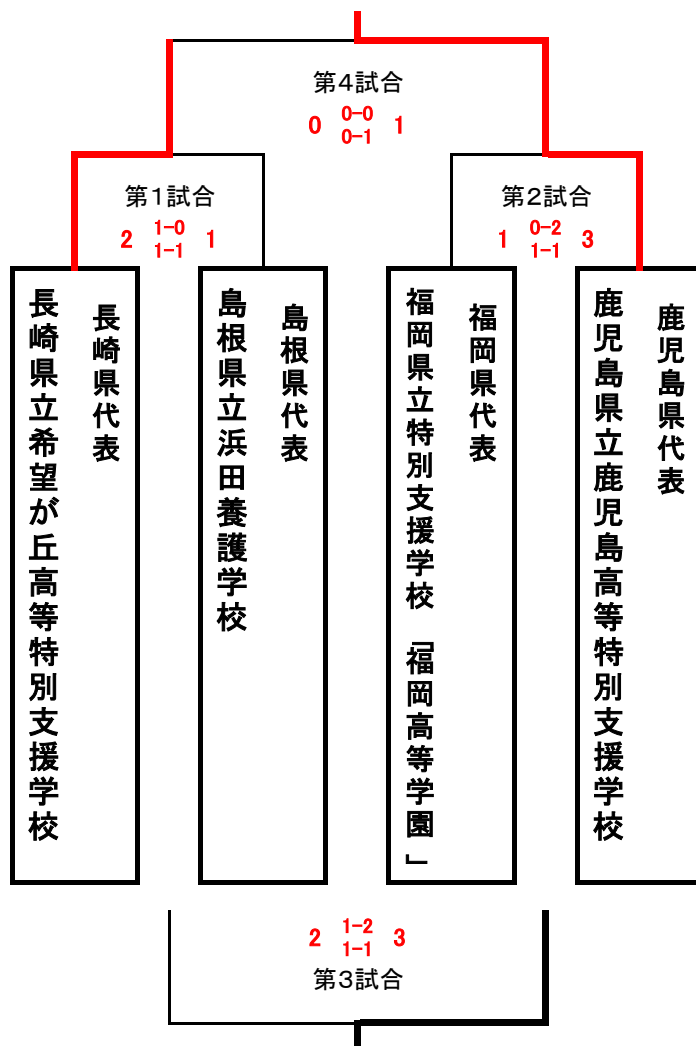 第4試合
0 0-0 1
0-1
第1試合
2 1-0 1
1-1
第2試合
1 0-2 3
1-1
長崎県代表
長崎県立希望が丘高等特別支援学校
島根県代表
島根県立浜田養護学校
福岡県代表
福岡県立特別支援学校「福岡高等学園」
鹿児島県代表
鹿児島県立鹿児島高等特別支援学校
2 1-2 3
1-1
第3試合